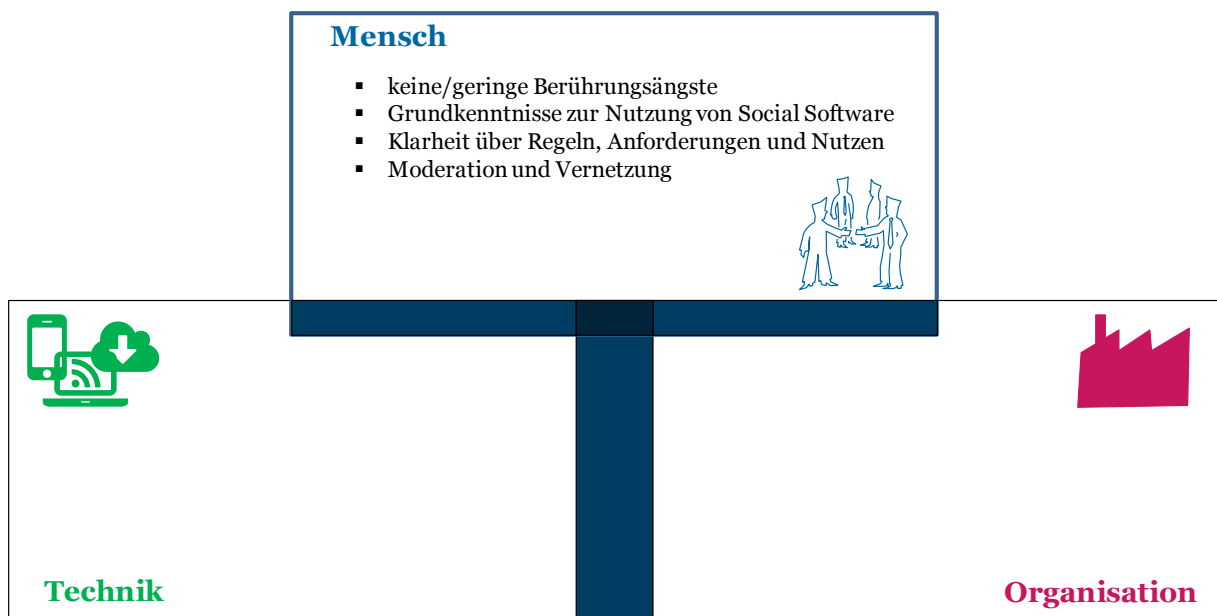 Mensch
▪ keine/geringe Berührungsängste
▪ Grundkenntnisse zur Nutzung von Social Software
▪ Klarheit über Regeln, Anforderungen und Nutzen
▪ Moderation und Vernetzung
Technik
Organisation